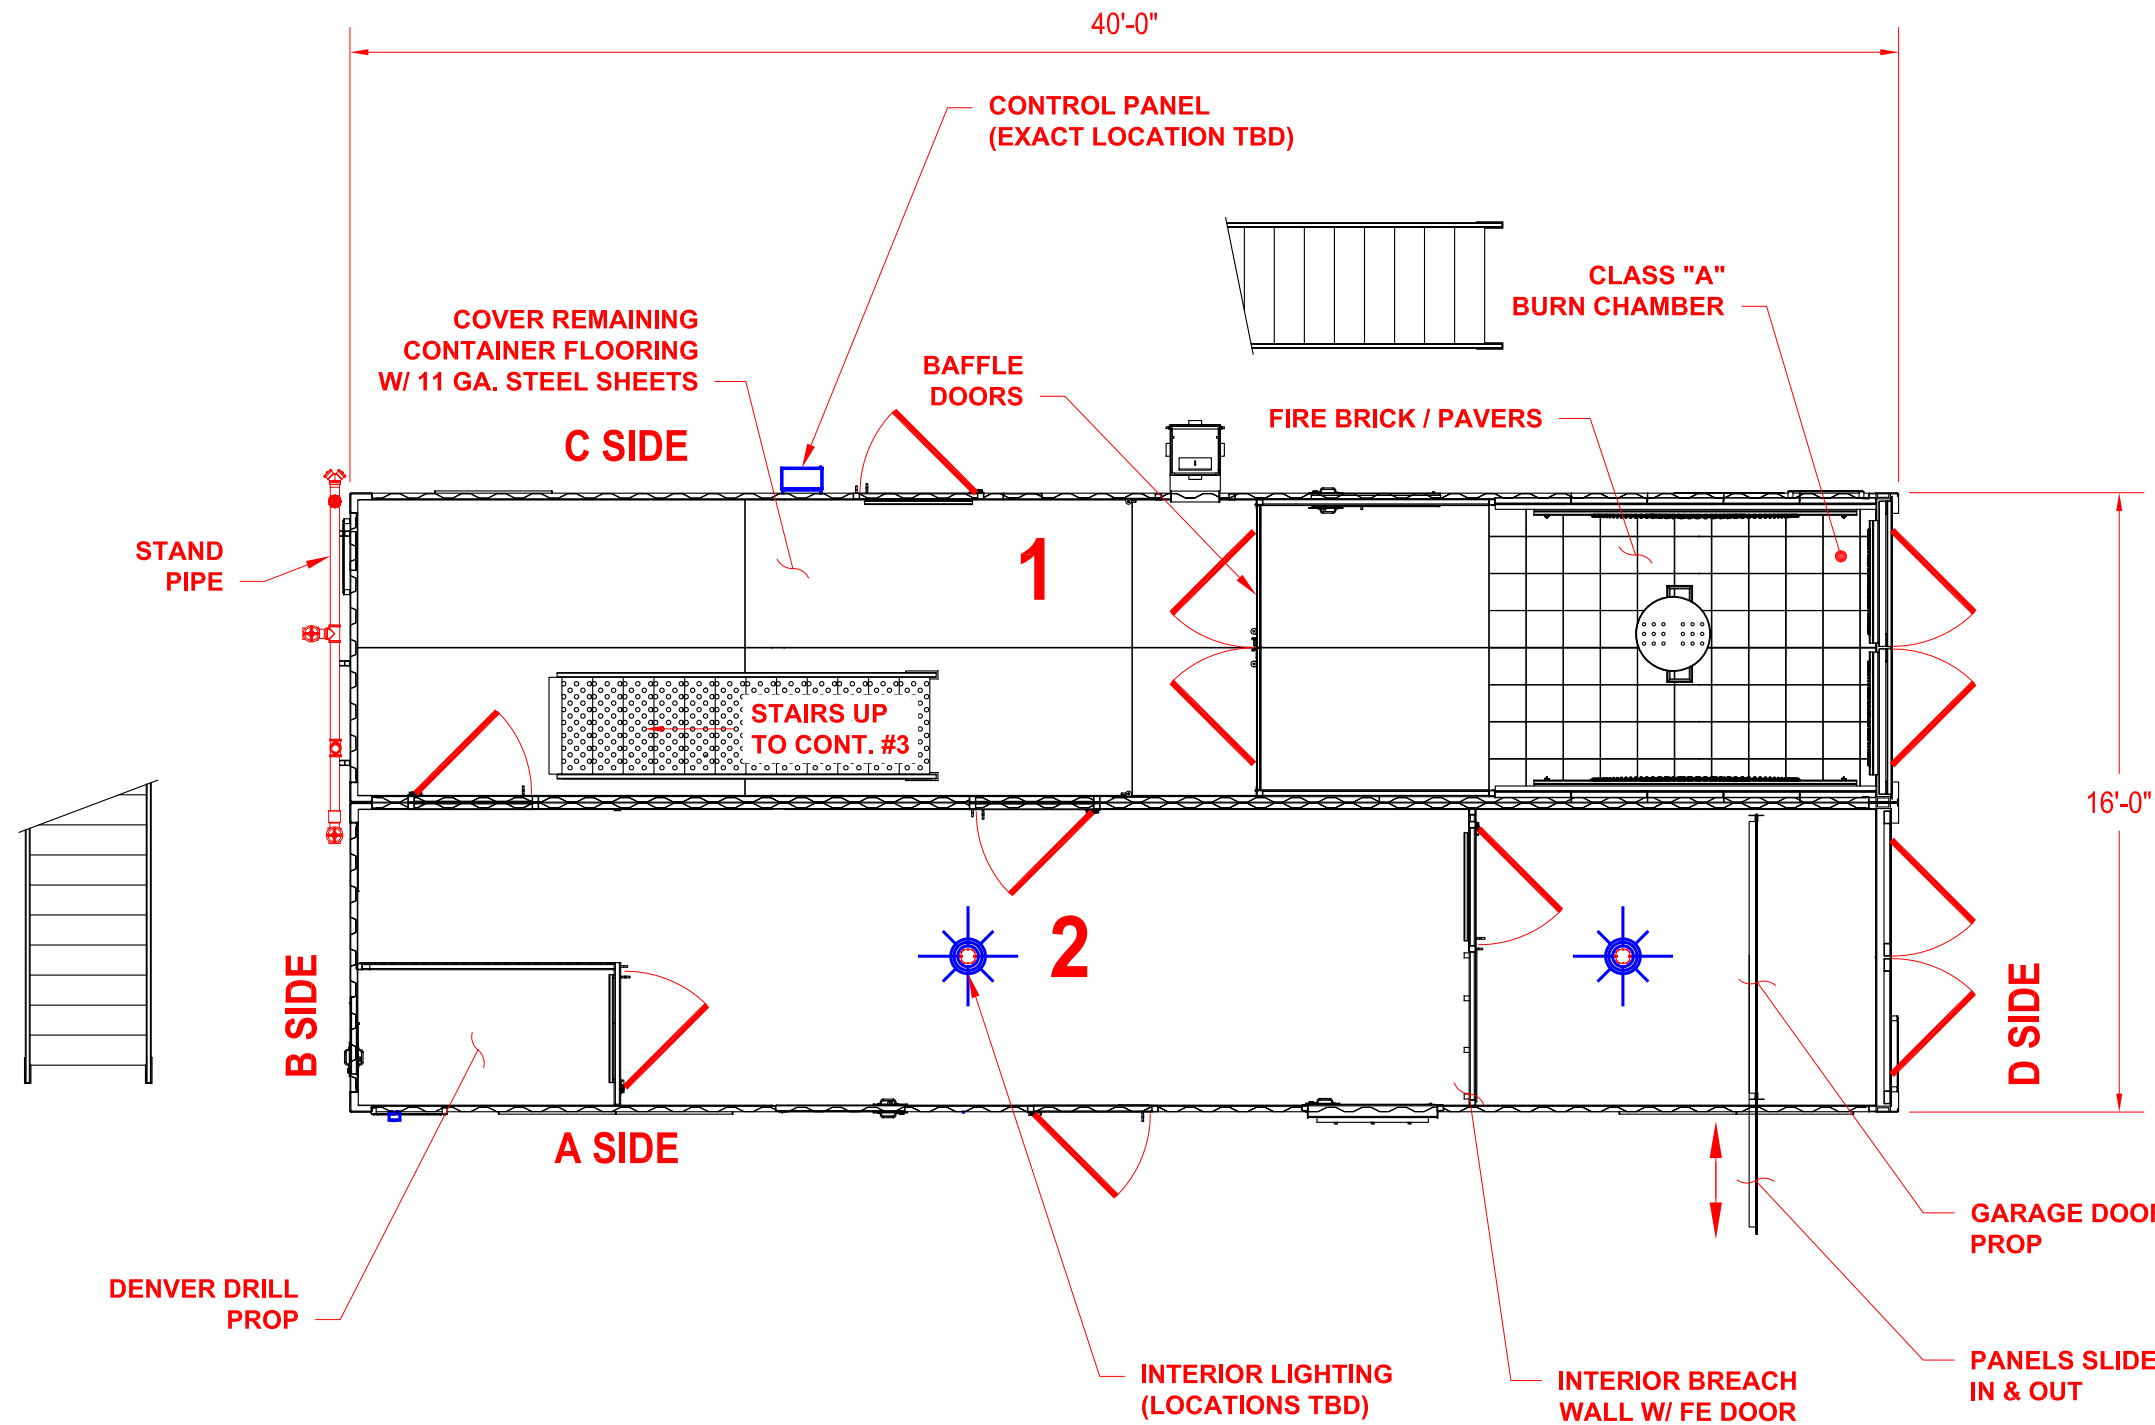 40'-0"
CONTROL PANEL
(EXACT LOCATION TBD)
CLASS "A"
BURN CHAMBER
COVER REMAINING
CONTAINER FLOORING
W/ 11 GA. STEEL SHEETS
BAFFLE
DOORS
FIRE BRICK / PAVERS
C SIDE
STAND
PIPE
1
STAIRS UP
TO CONT. #3
16'-0"
2
B SIDE
D SIDE
A SIDE
GARAGE DOOR
PROP
DENVER DRILL
PROP
INTERIOR LIGHTING
(LOCATIONS TBD)
INTERIOR BREACH
WALL W/ FE DOOR
PANELS SLIDE
IN & OUT